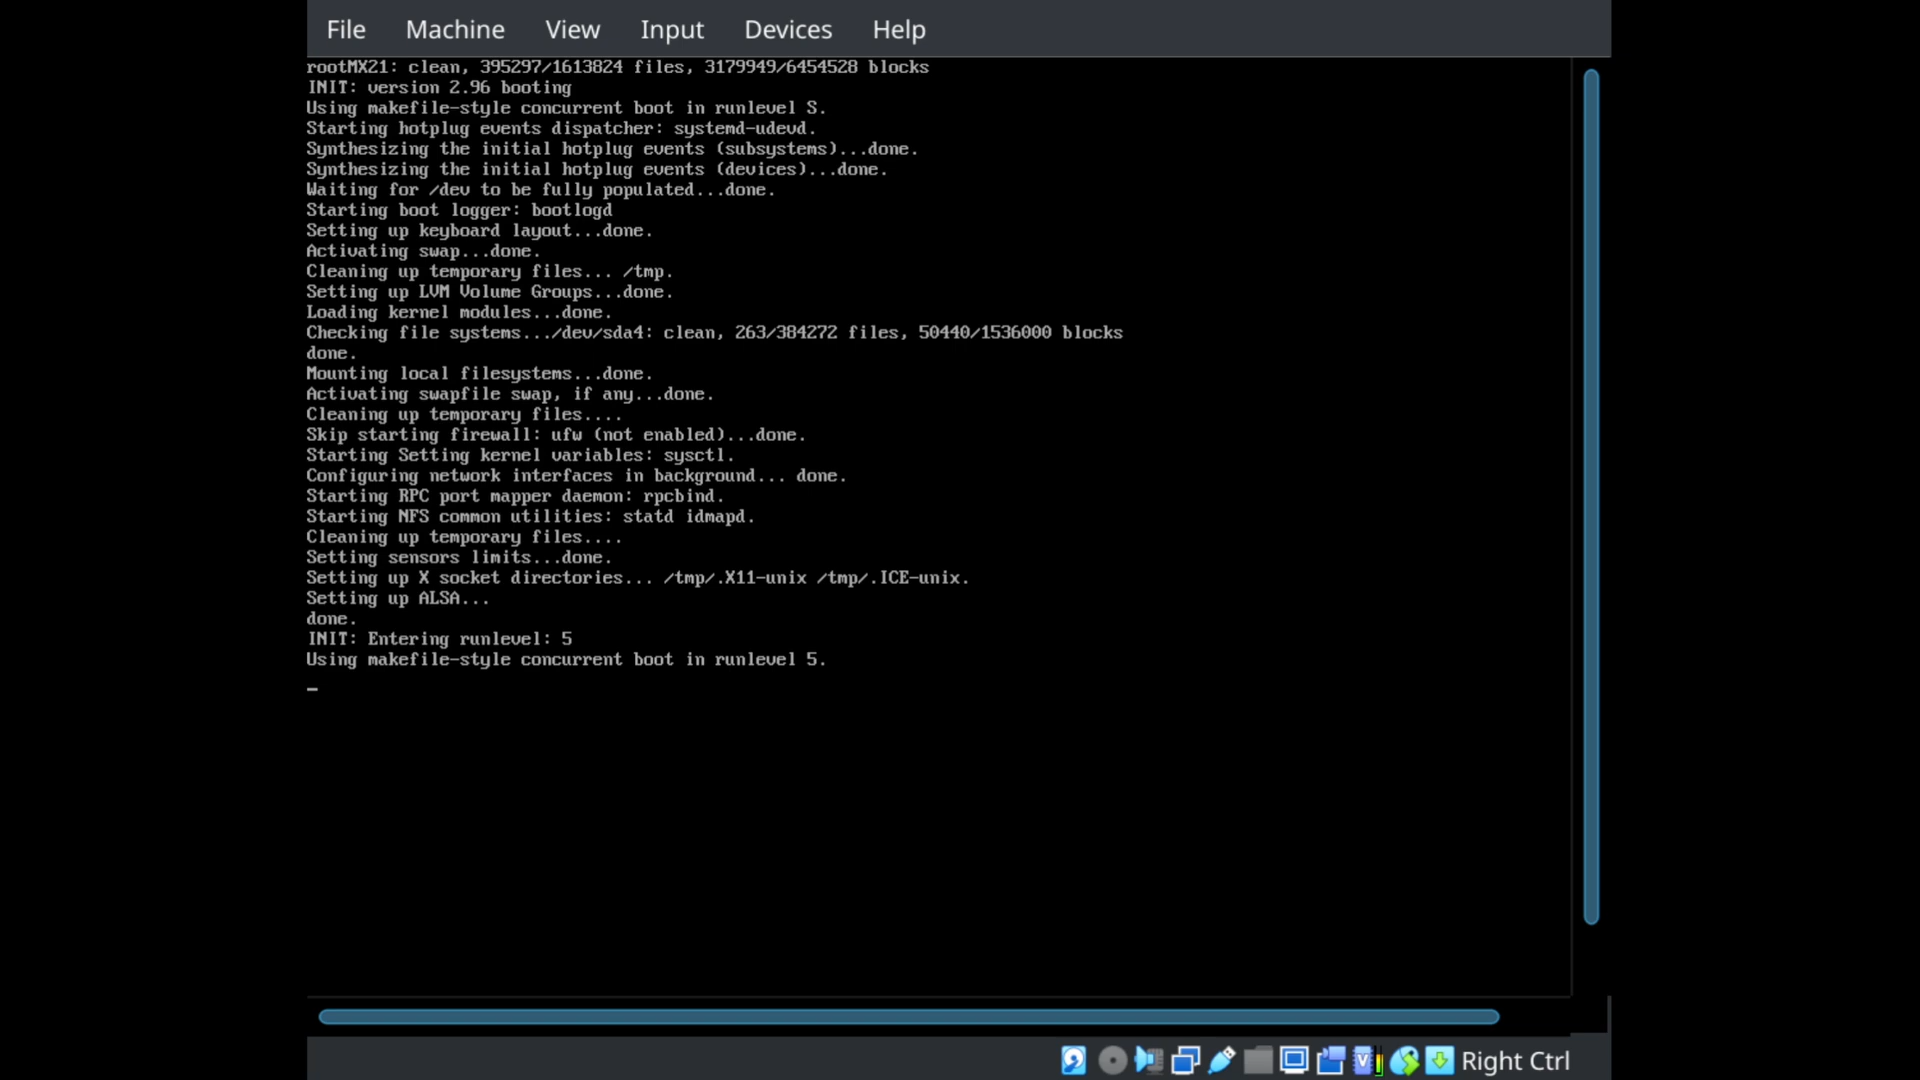 File Machine View Input Devices Help
rootMX21: clean, 395297/1613824 files, 3179949/6454528 blocks
INIT: version 2.96 booting
Using makefile-style concurrent boot in runlevel S.
Starting hotplug events dispatcher: systemd-udevd.
Synthesizing the initial hotplug events (subsystems)...done.
Synthesizing the initial hotplug events (devices)...done.
Waiting for /dev to be fully populated...done.
Starting boot logger: bootlogd
Setting up keyboard layout...done.
Activating swap...done.
Cleaning up temporary files... /tmp.
Setting up LVM Volume Groups...done.
Loading kernel modules...done.
Checking file systems.../dev/sda4: clean, 263/384272 files, 50440/1536000 blocks
done.
Mounting local filesystems...done.
Activating swapfile swap, if any...done.
Cleaning up temporary files....
Skip starting firewall: ufw (not enabled)...done.
Starting Setting kernel variables: sysctl.
Configuring network interfaces in background... done.
Starting RPC port mapper daemon: rpcbind.
Starting NFS common utilities: statd idmapd.
Cleaning up temporary files....
Setting sensors limits...done.
Setting up X socket directories... /tmp/.X11-unix /tmp/.ICE-unix.
Setting up ALSA...
done.
INIT: Entering runlevel: 5
Using makefile-style concurrent boot in runlevel 5.
_
Right Ctrl